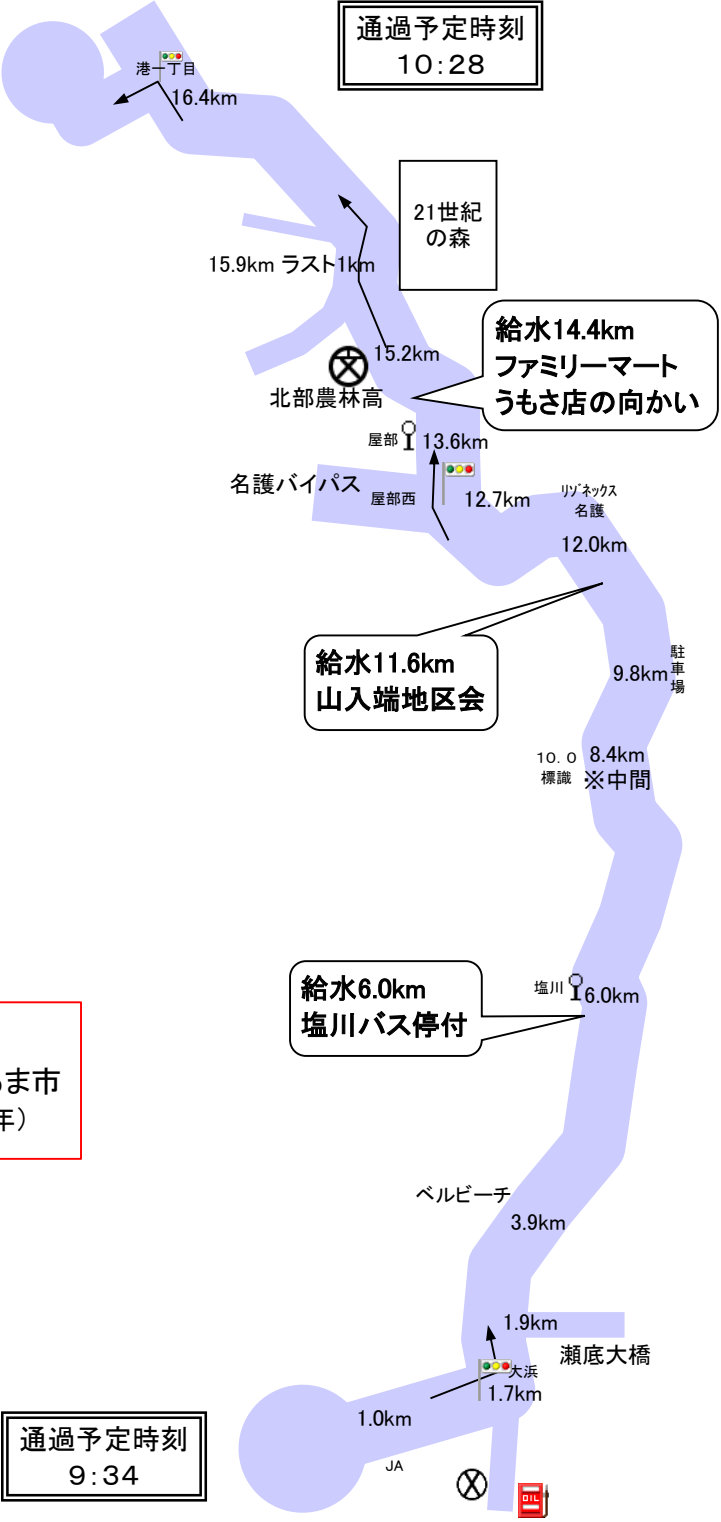 通過予定時刻
10:28
港一丁目
16.4km
21世紀
の森
15.9km ラスト1km
給水14.4km
ファミリーマート
うもさ店の向かい
15.2km
北部農林高
屋部
13.6km
名護バイパス
屋部西
12.7km
リゾネックス
名護
12.0km
給水11.6km
山入端地区会
9.8km
駐車場
10.0
標識
8.4km
※中間
給水6.0km
塩川バス停付
塩川
6.0km
ま市
年）
ベルビーチ
3.9km
1.9km
瀬底大橋
大浜
1.7km
1.0km
通過予定時刻
9:34
JA
OIL